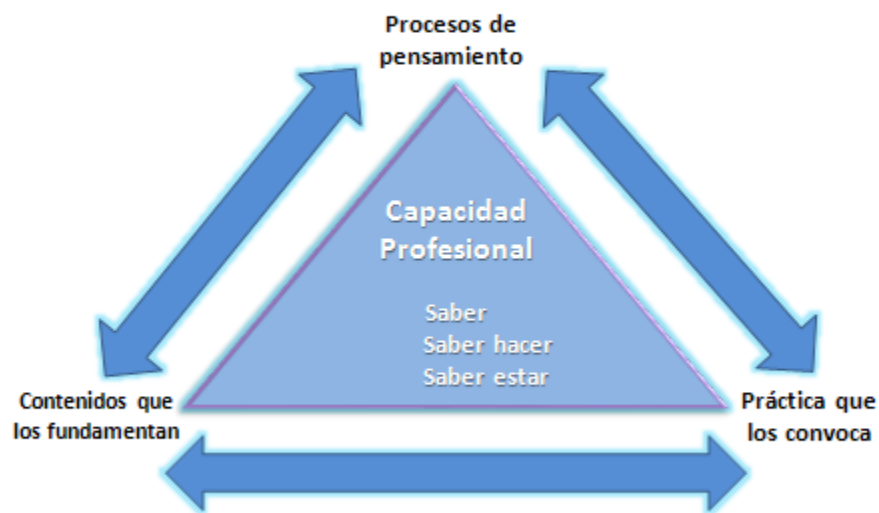 Procesos de
pensamiento
Capacidad
Profesional
Saber
Saber hacer
Saber estar
Contenidos que
los fundamentan
Práctica que
los convoca